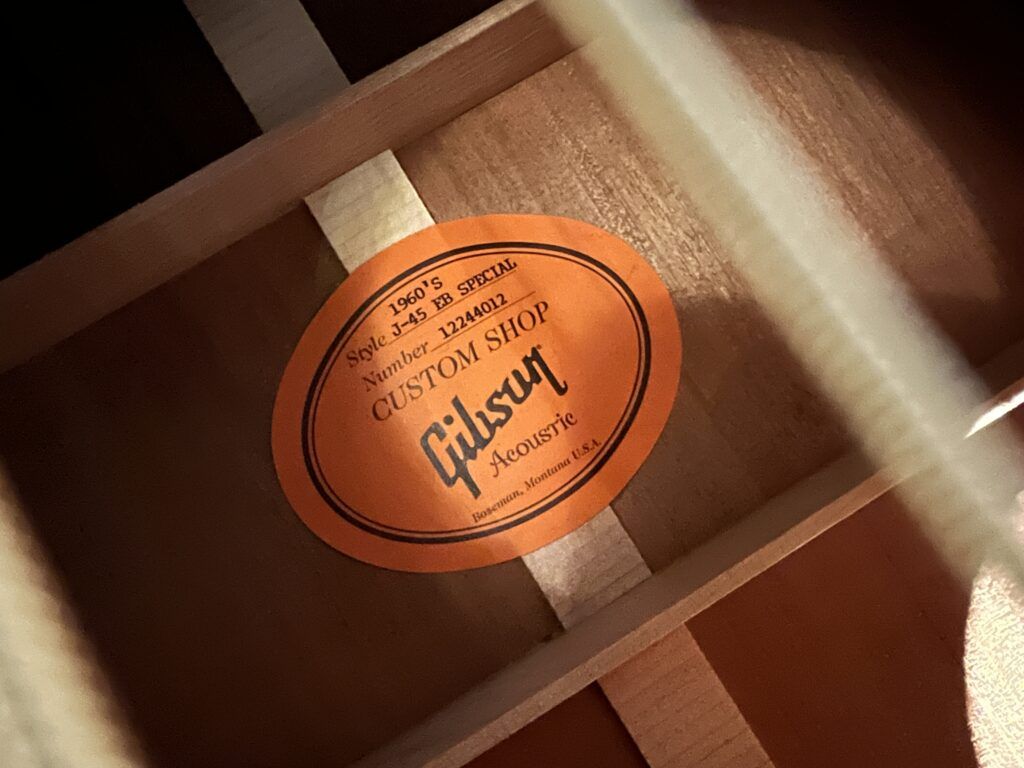 1960'S
Style J-45 EB SPECIAL
Number 12244012
CUSTOM SHOP
Gibson
Acoustic
Bozeman, Montana U.S.A.